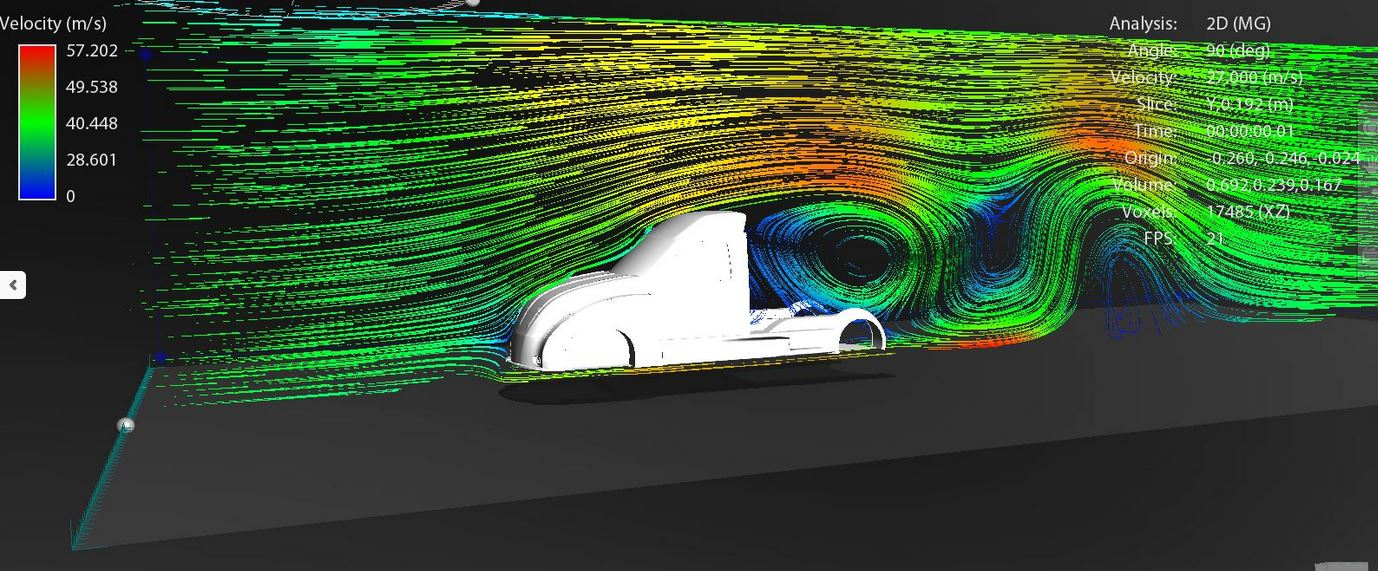 Velocity (m/s)
57.202
49.538
40.448
28.601
0
Analysis: 2D (MG)
Angle: 90 (deg)
Velocity: 27.000 (m/s)
Slice: Y,0.192 (m)
Time: 00:00:00.01
Origin: -0.260,-0.246,-0.024
Volume: 0.692,0.239,0.167
Voxels: 17485 (XZ)
FPS: 21